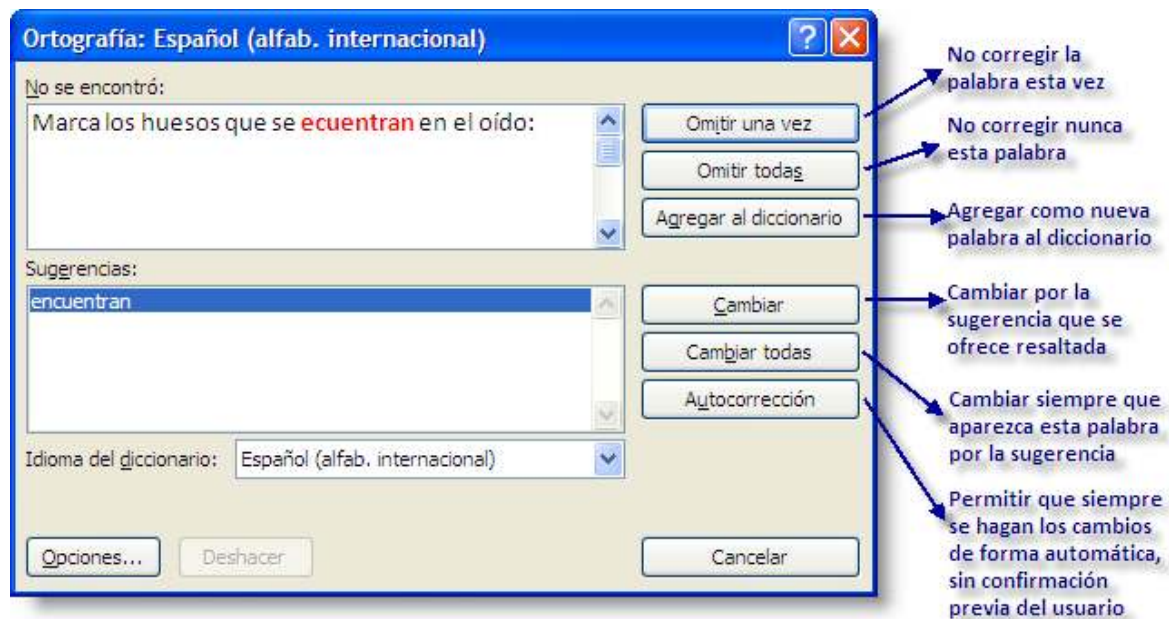 Ortografía: Español (alfab. internacional)
No se encontró:
Marca los huesos que se ecuentran en el oído:
Omitir una vez
Omitir todas
Agregar al diccionario
Sugerencias:
encuentran
Cambiar
Cambiar todas
Autocorrección
Idioma del diccionario: Español (alfab. internacional)
Opciones...
Deshacer
Cancelar
No corregir la
palabra esta vez
No corregir nunca
esta palabra
Agregar como nueva
palabra al diccionario
Cambiar por la
sugerencia que se
ofrece resaltada
Cambiar siempre que
aparezca esta palabra
por la sugerencia
Permitir que siempre
se hagan los cambios
de forma automática,
sin confirmación
previa del usuario